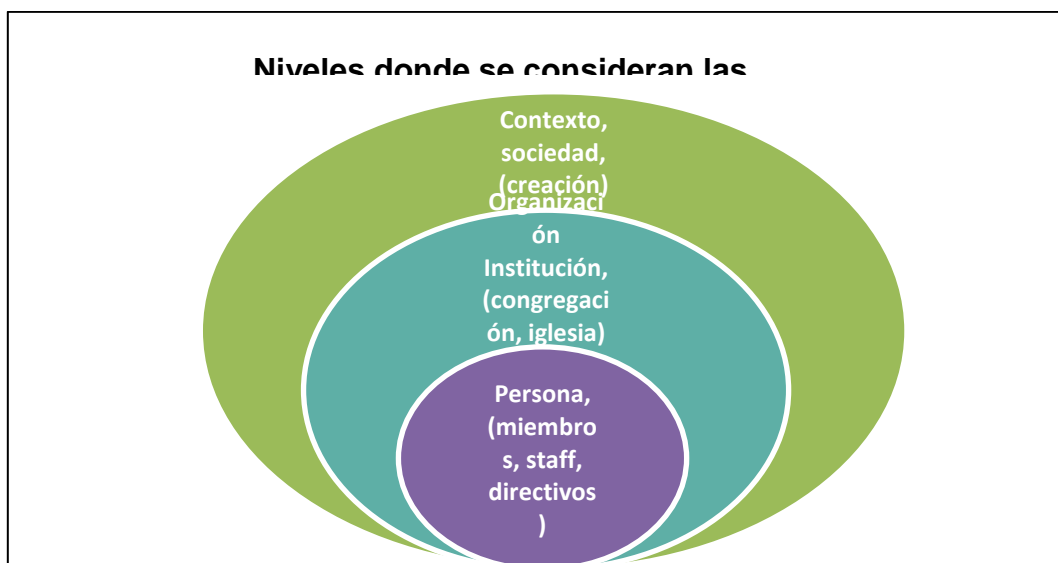 Niveles donde se consideran las
Contexto,
sociedad,
(creación)
Organizaci
ón
Institución,
(congregaci
ón, iglesia)
Persona,
(miembro
s, staff,
directivos
)